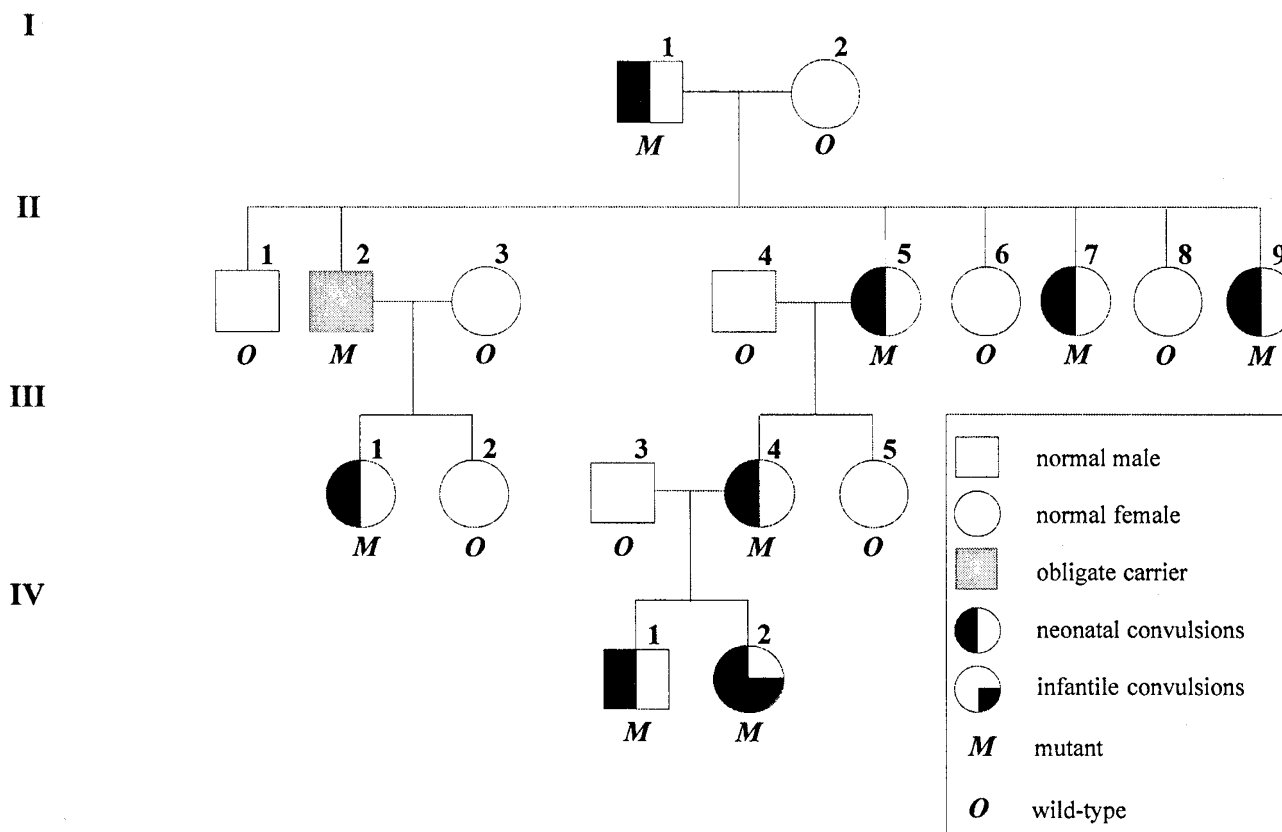 I
1 2
M O
II
1 2 3 4 5 6 7 8 9
O M O O M O M O M
III
1 2 3 4 5
M O O M O
IV
1 2
M M
normal male
normal female
obligate carrier
neonatal convulsions
infantile convulsions
M mutant
O wild-type